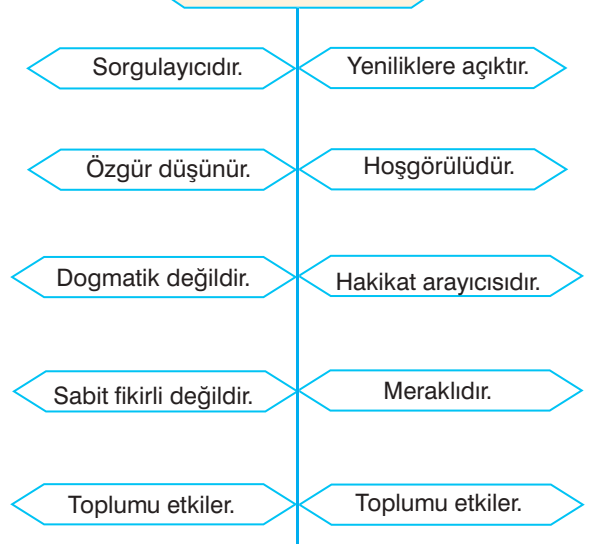 Sorgulayıcıdır.
Yeniliklere açıktır.
Özgür düşünür.
Hoşgörülüdür.
Dogmatik değildir.
Hakikat arayıcısıdır.
Sabit fikirli değildir.
Meraklıdır.
Toplumu etkiler.
Toplumu etkiler.